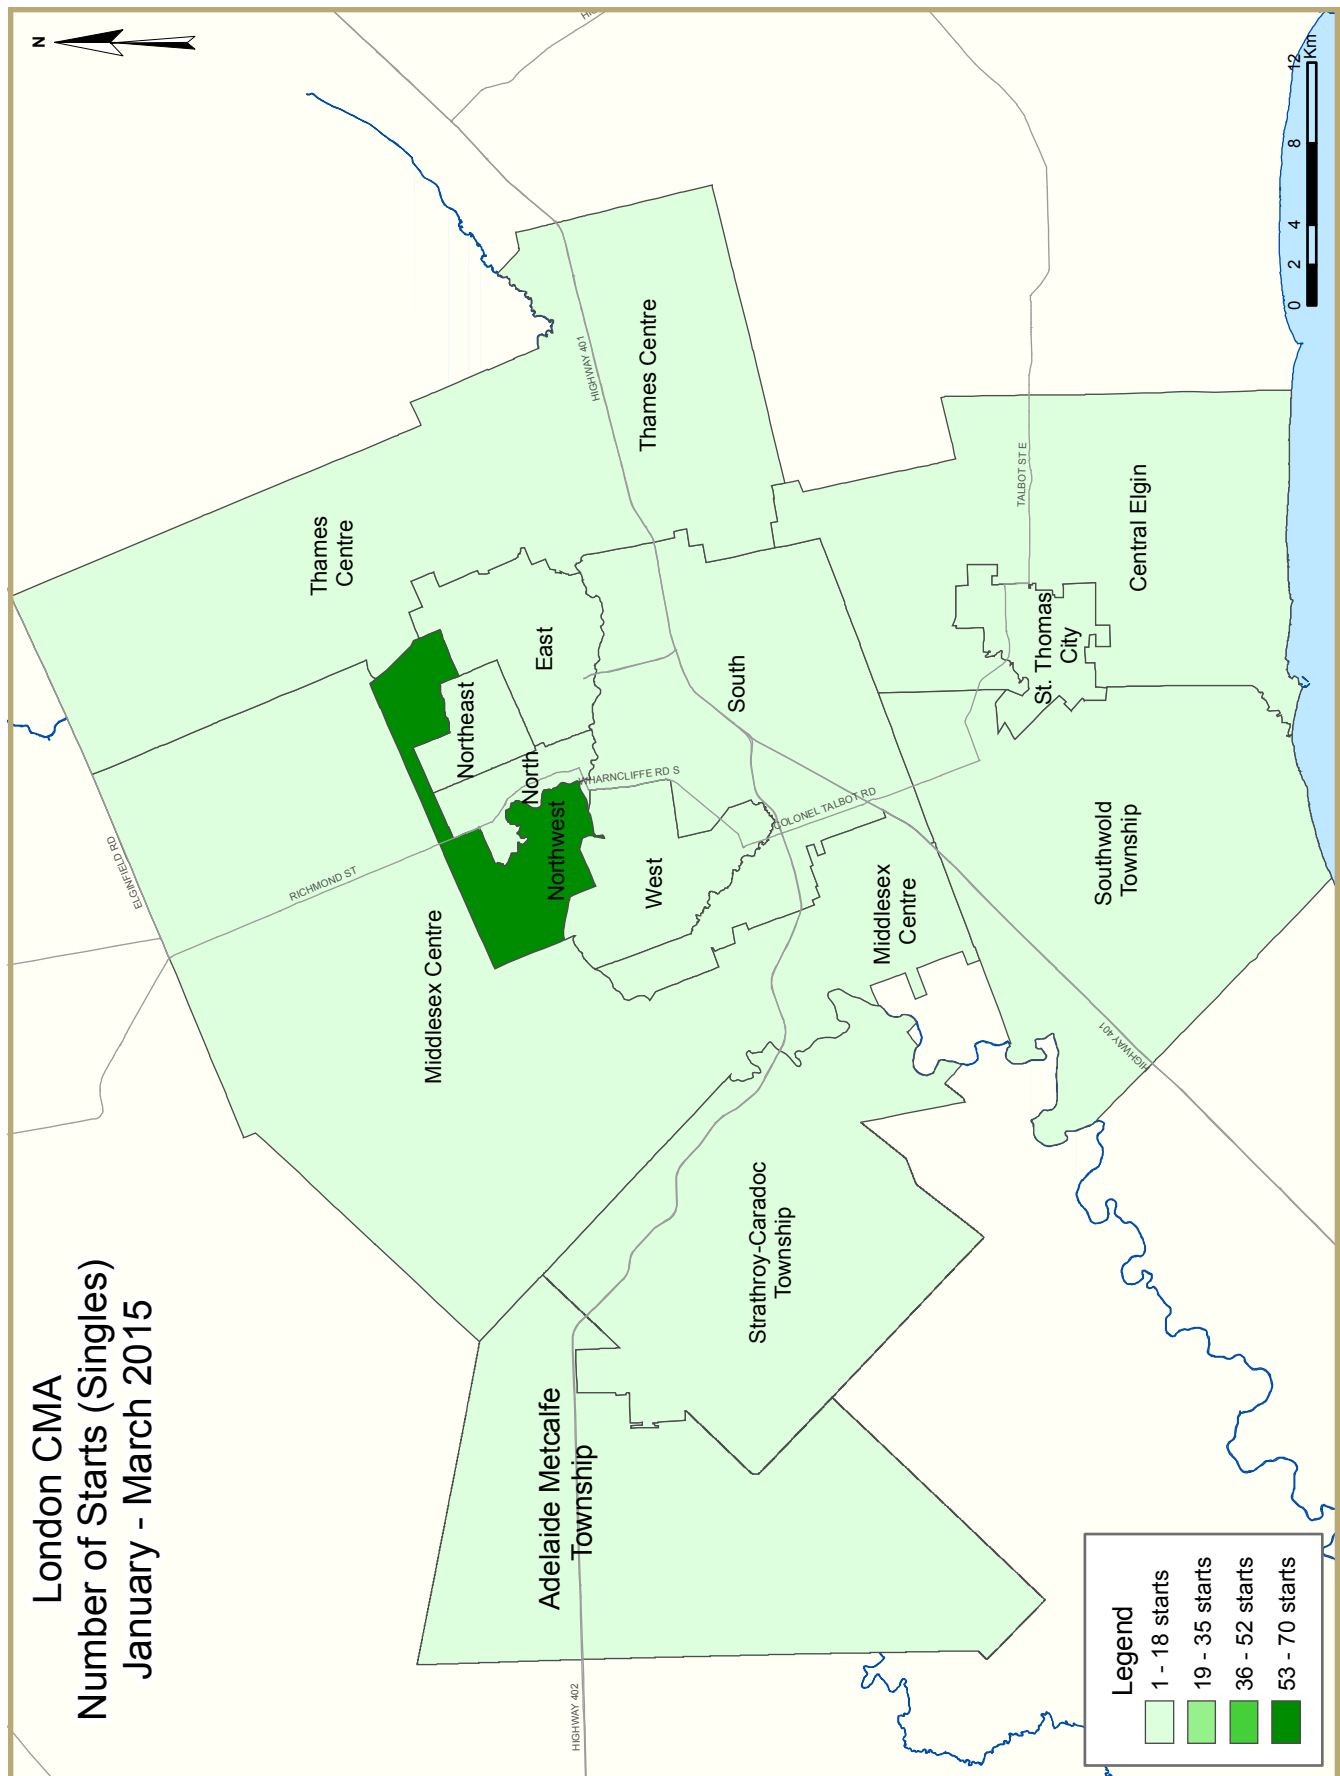 London CMA
Number of Starts (Singles)
January - March 2015
N
ELGINFIELD RD
RICHMOND ST
Thames
Centre
Middlesex Centre
Northeast
North
Northwest
East
West
South
WHARNCLIFFE RD S
HIGHWAY 401
Thames Centre
COLONEL TALBOT RD
Middlesex
Centre
Adelaide Metcalfe
Township
HIGHWAY 402
Strathroy-Caradoc
Township
TALBOT ST E
St. Thomas
City
Central Elgin
Southwold
Township
HIGHWAY 401
Legend
1 - 18 starts
19 - 35 starts
36 - 52 starts
53 - 70 starts
0 2 4 8 12
Km